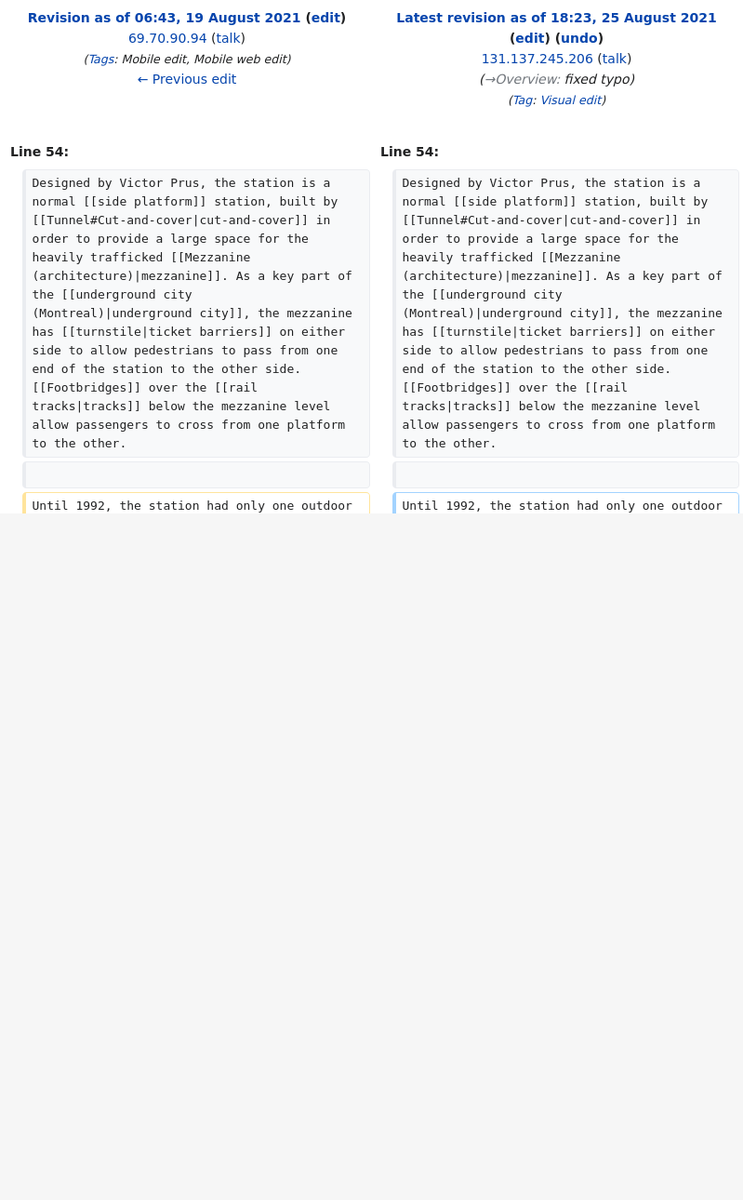 Revision as of 06:43, 19 August 2021 (edit)
69.70.90.94 (talk)
(Tags: Mobile edit, Mobile web edit)
← Previous edit
Latest revision as of 18:23, 25 August 2021
(edit) (undo)
131.137.245.206 (talk)
(→Overview: fixed typo)
(Tag: Visual edit)
Line 54:
Designed by Victor Prus, the station is a
normal [[side platform]] station, built by
[[Tunnel#Cut-and-cover|cut-and-cover]] in
order to provide a large space for the
heavily trafficked [[Mezzanine
(architecture)|mezzanine]]. As a key part of
the [[underground city
(Montreal)|underground city]], the mezzanine
has [[turnstile|ticket barriers]] on either
side to allow pedestrians to pass from one
end of the station to the other side.
[[Footbridges]] over the [[rail
tracks|tracks]] below the mezzanine level
allow passengers to cross from one platform
to the other.
Until 1992, the station had only one outdoor
Line 54:
Designed by Victor Prus, the station is a
normal [[side platform]] station, built by
[[Tunnel#Cut-and-cover|cut-and-cover]] in
order to provide a large space for the
heavily trafficked [[Mezzanine
(architecture)|mezzanine]]. As a key part of
the [[underground city
(Montreal)|underground city]], the mezzanine
has [[turnstile|ticket barriers]] on either
side to allow pedestrians to pass from one
end of the station to the other side.
[[Footbridges]] over the [[rail
tracks|tracks]] below the mezzanine level
allow passengers to cross from one platform
to the other.
Until 1992, the station had only one outdoor